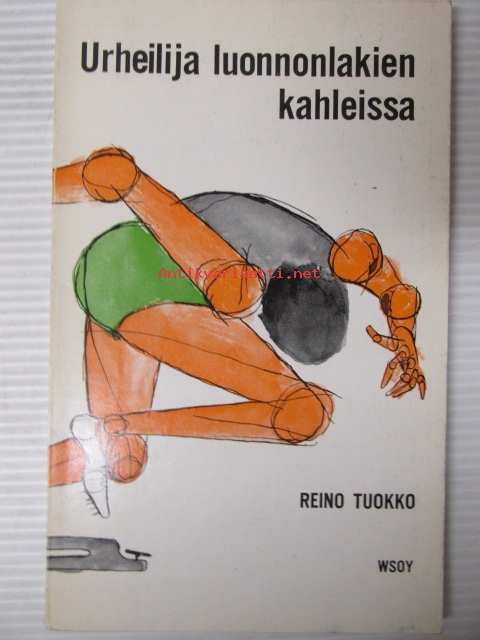 Urheilija luonnonlakien
kahleissa
Antikvariaatti.net
REINO TUOKKO
WSOY